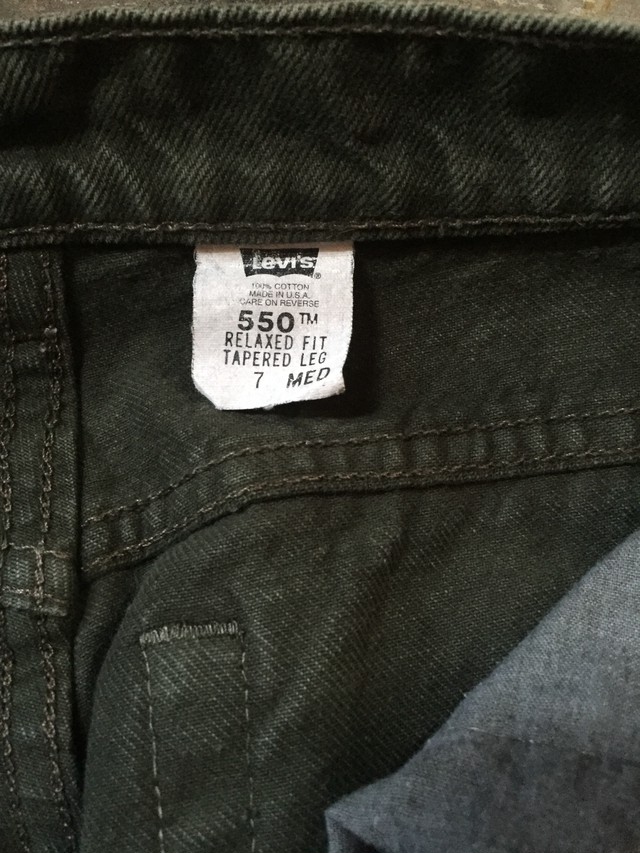 Levi's®
100% COTTON
MADE IN U.S.A.
CARE ON REVERSE
550™
RELAXED FIT
TAPERED LEG
7 MED